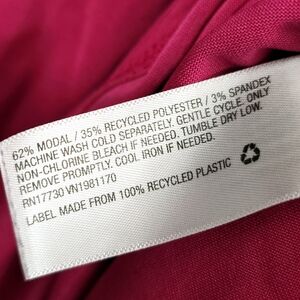 62% MODAL / 35% RECYCLED POLYESTER / 3% SPANDEX
MACHINE WASH COLD SEPARATELY, GENTLE CYCLE. ONLY
NON-CHLORINE BLEACH IF NEEDED. TUMBLE DRY LOW.
REMOVE PROMPTLY. COOL IRON IF NEEDED.
RN17730 VN1981170
LABEL MADE FROM 100% RECYCLED PLASTIC